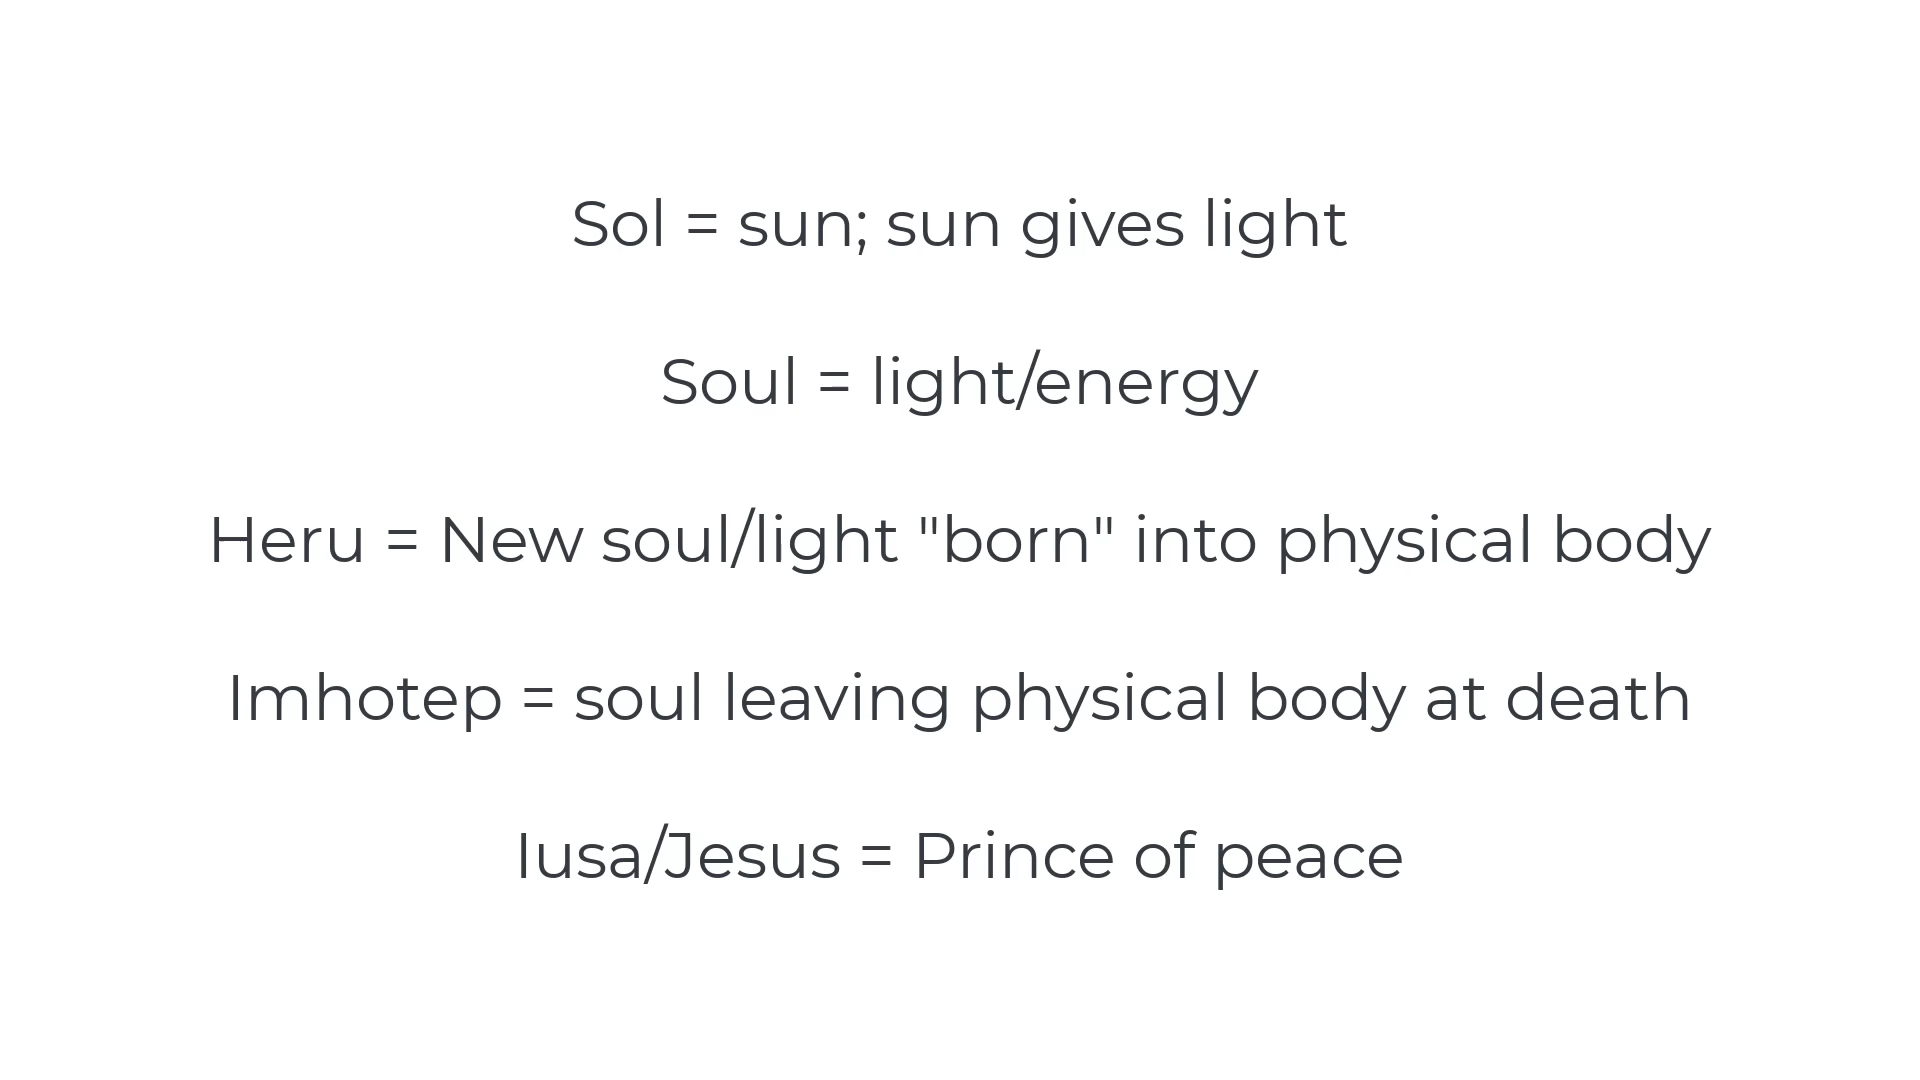 Sol = sun; sun gives light
Soul = light/energy
Heru = New soul/light "born" into physical body
Imhotep = soul leaving physical body at death
Iusa/Jesus = Prince of peace